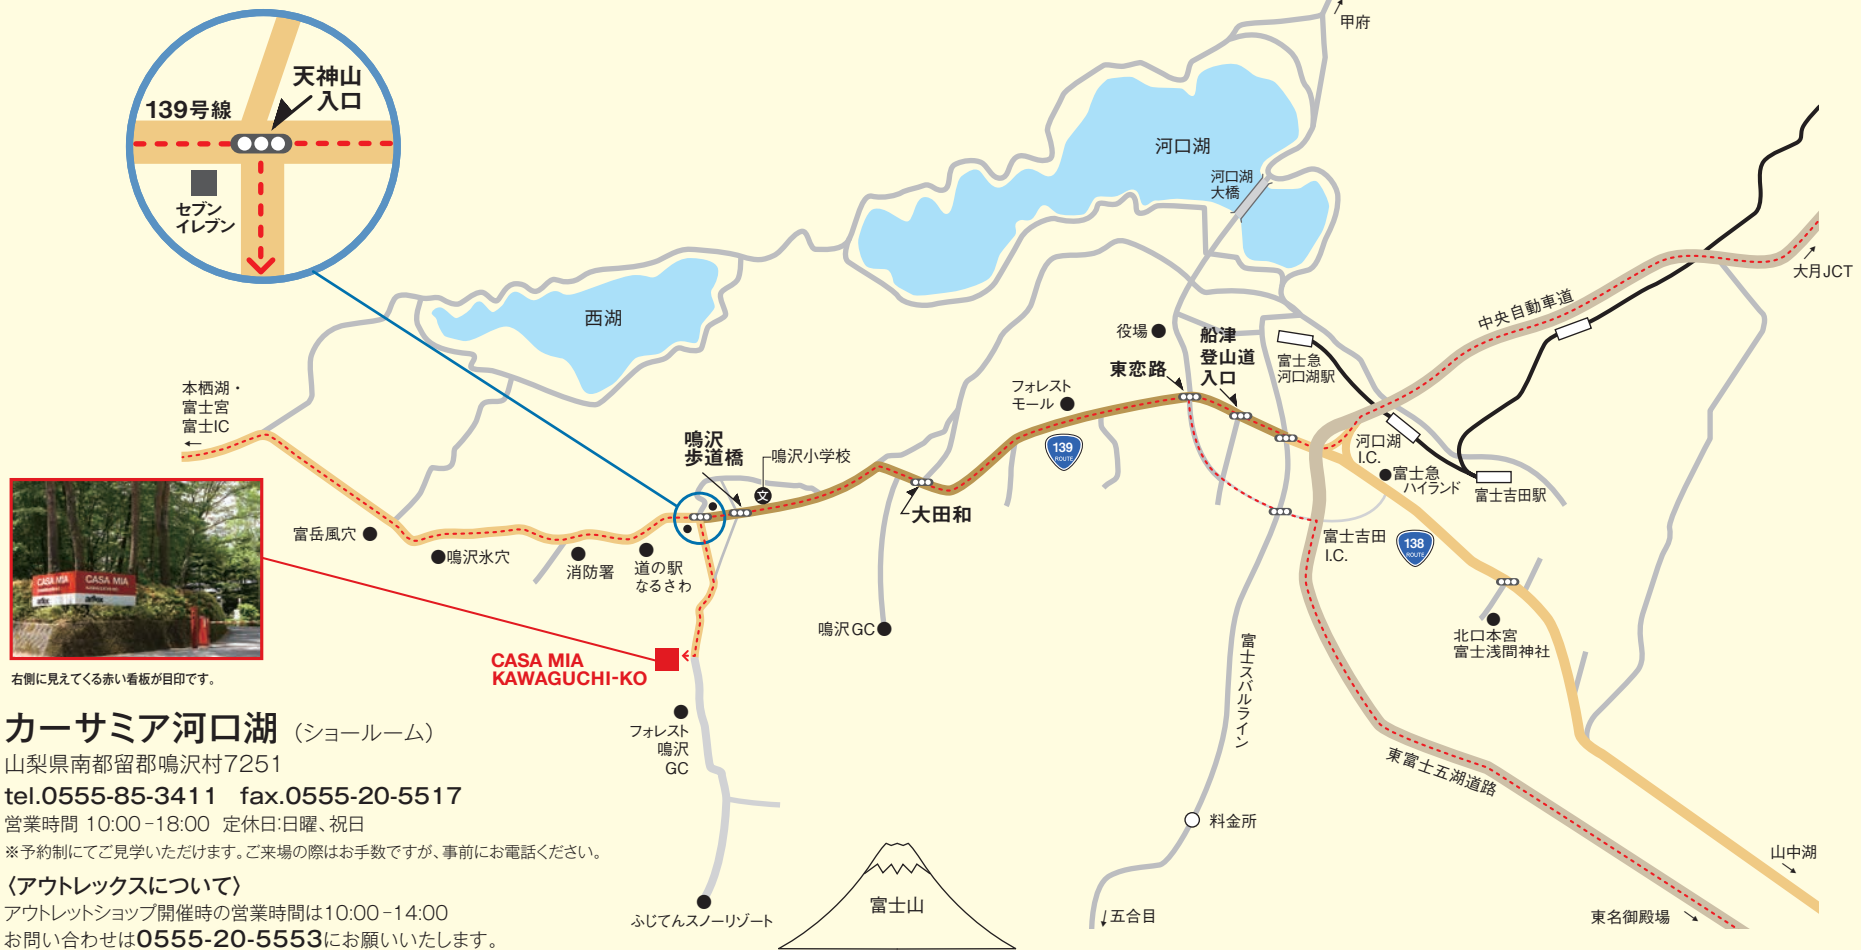 天神山
入口
139号線
セブン
イレブン
甲府
河口湖
河口湖
大橋
西湖
大月JCT
中央自動車道
役場
船津
登山道
入口
東恋路
富士急
河口湖駅
フォレスト
モール
139
ROUTE
本栖湖・
富士宮
富士IC
鳴沢
歩道橋
鳴沢小学校
文
大田和
河口湖
I.C.
富士急
ハイランド
富士吉田駅
富士吉田
I.C.
138
ROUTE
富岳風穴
鳴沢氷穴
消防署
道の駅
なるさわ
鳴沢GC
北口本宮
富士浅間神社
富士スバルライン
CASA MIA
CASA MIA
CASA MIA
KAWAGUCHI-KO
右側に見えてくる赤い看板が目印です。
フォレスト
鳴沢
GC
東富士五湖道路
料金所
山中湖
ふじてんスノーリゾート
富士山
五合目
東名御殿場
カーサミア河口湖 (ショールーム)
山梨県南都留郡鳴沢村7251
tel.0555-85-3411 fax.0555-20-5517
営業時間 10:00-18:00 定休日:日曜、祝日
※予約制にてご見学いただけます。ご来場の際はお手数ですが、事前にお電話ください。
〈アウトレックスについて〉
アウトレットショップ開催時の営業時間は10:00-14:00
お問い合わせは0555-20-5553にお願いいたします。